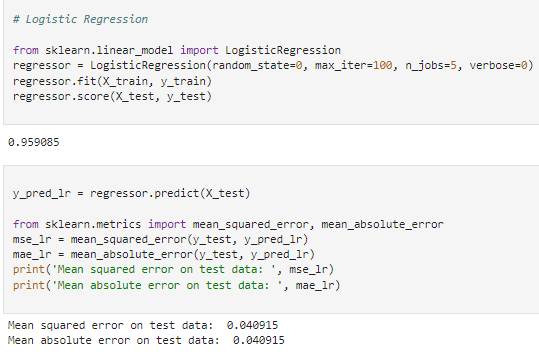 # Logistic Regression
from sklearn.linear_model import LogisticRegression
regressor = LogisticRegression(random_state=0, max_iter=100, n_jobs=5, verbose=0)
regressor.fit(X_train, y_train)
regressor.score(X_test, y_test)
0.959085
y_pred_lr = regressor.predict(X_test)
from sklearn.metrics import mean_squared_error, mean_absolute_error
mse_lr = mean_squared_error(y_test, y_pred_lr)
mae_lr = mean_absolute_error(y_test, y_pred_lr)
print('Mean squared error on test data: ', mse_lr)
print('Mean absolute error on test data: ', mae_lr)
Mean squared error on test data:  0.040915
Mean absolute error on test data:  0.040915